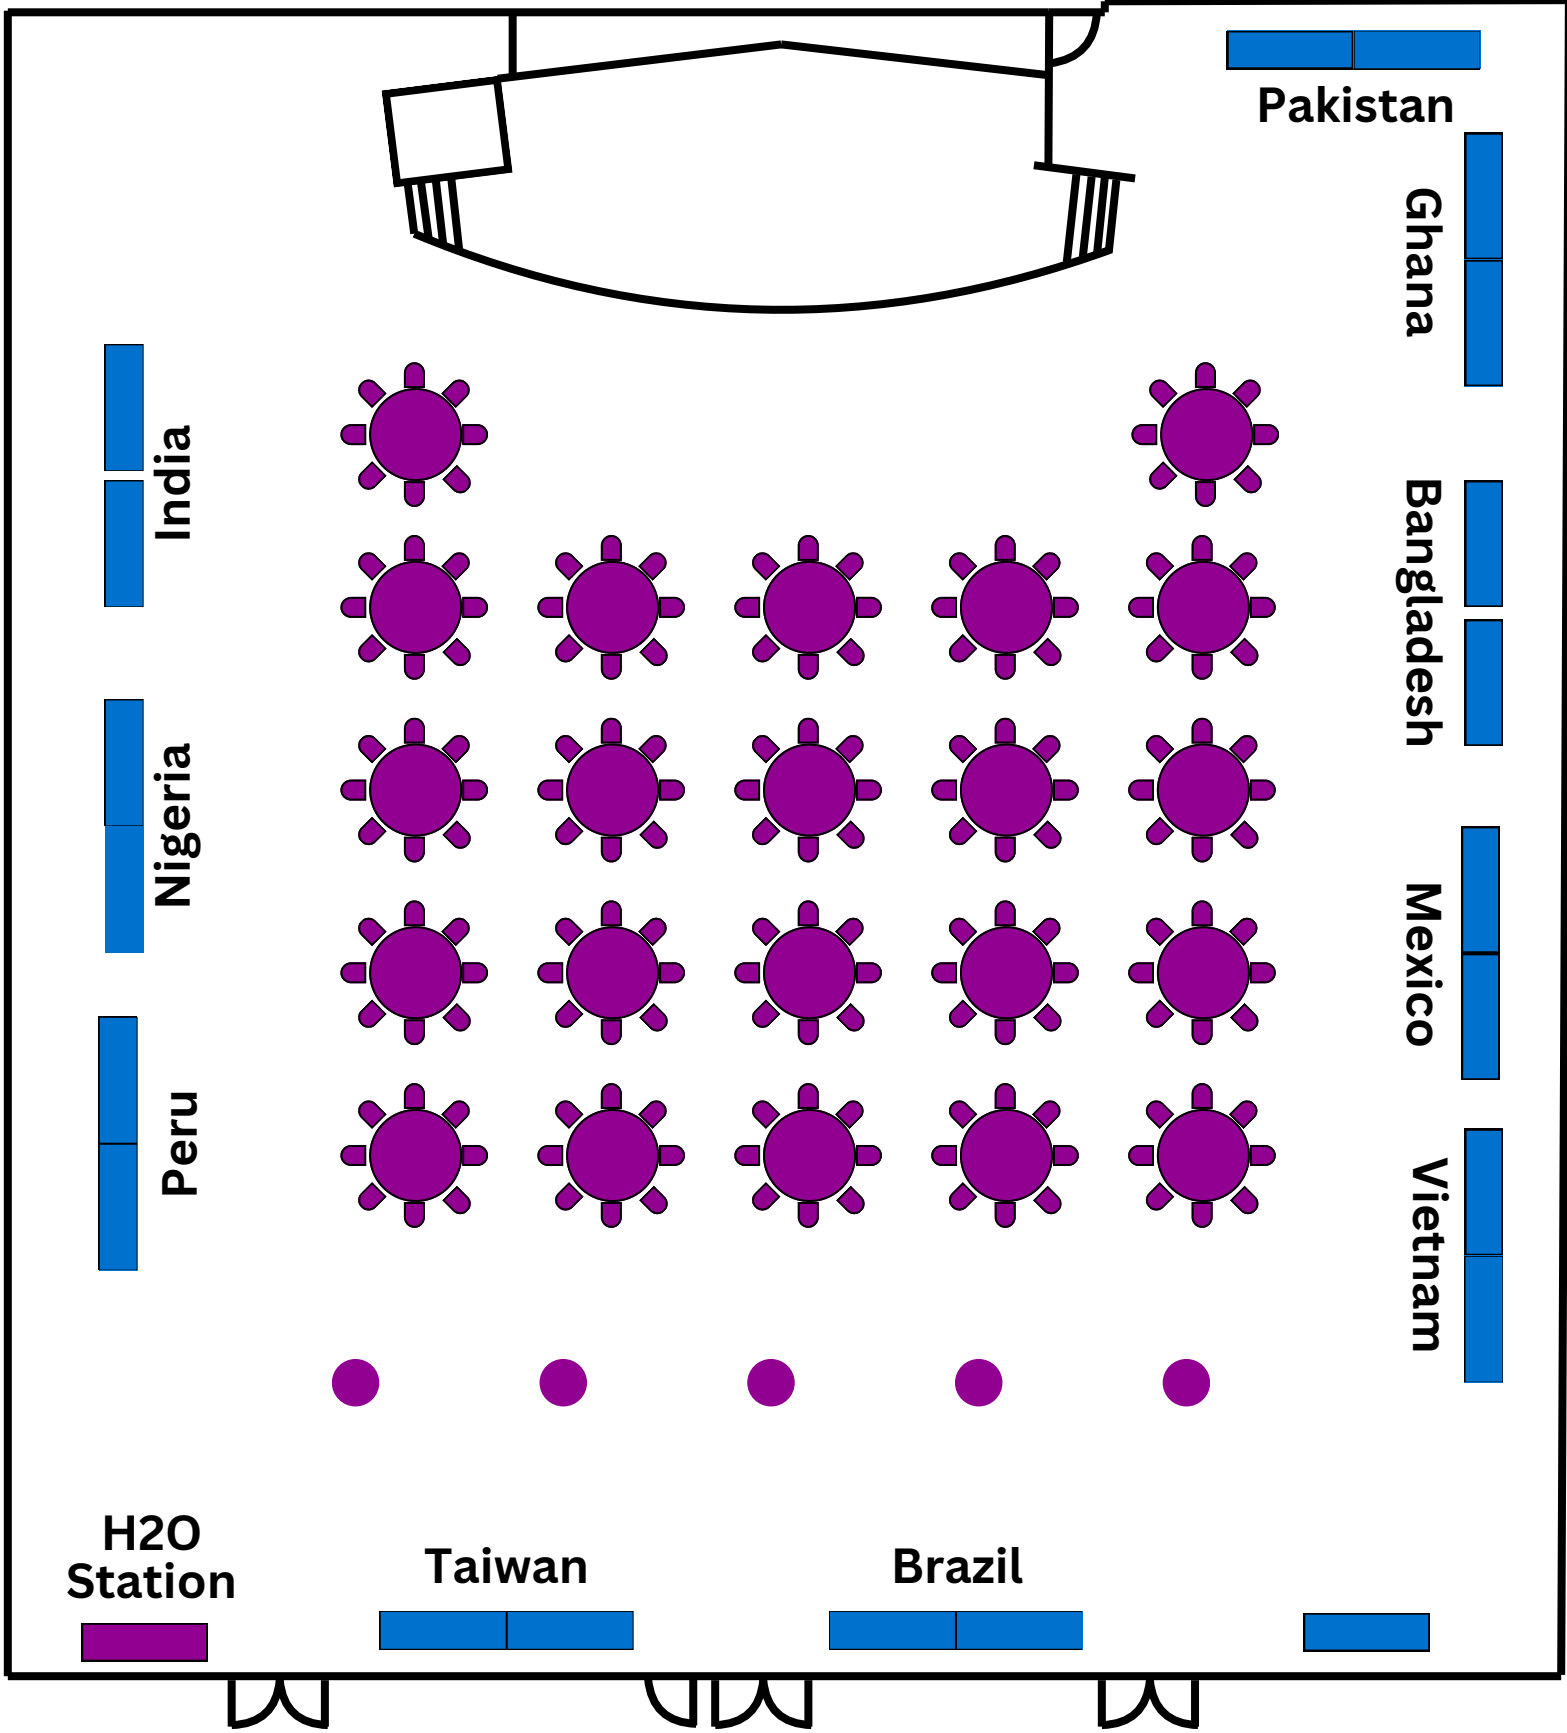 Pakistan
Ghana
India
Bangladesh
Nigeria
Mexico
Peru
Vietnam
H2O
Station
Taiwan
Brazil